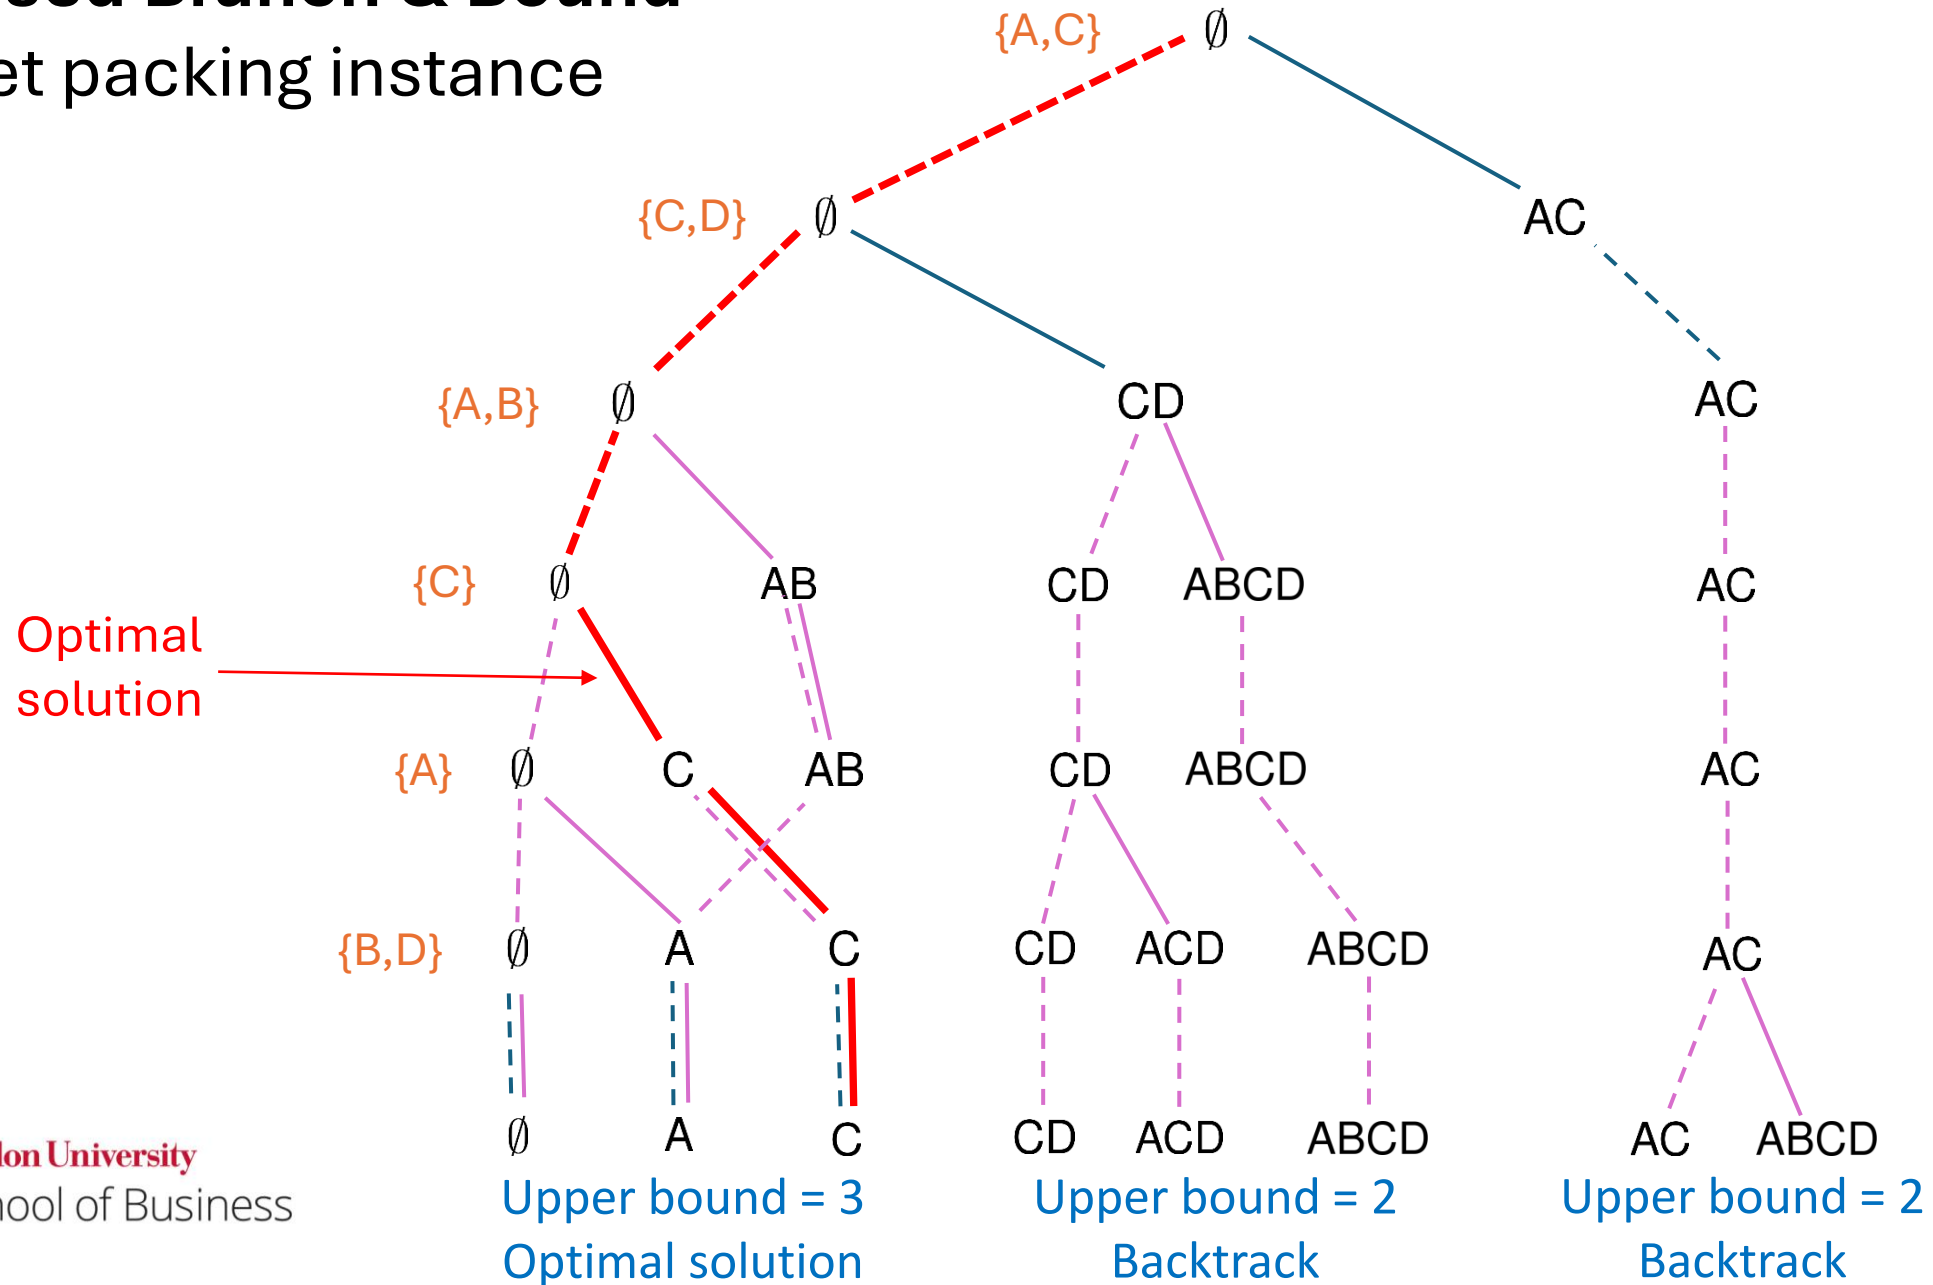 et packing instance
{A,C} ∅
{C,D} ∅ AC
{A,B} ∅ CD AC
{C} ∅ AB CD ABCD AC
Optimal
solution
{A} ∅ C AB CD ABCD AC
{B,D} ∅ A C CD ACD ABCD AC
∅ A C CD ACD ABCD AC ABCD
don University
hool of Business
Upper bound = 3 Upper bound = 2 Upper bound = 2
Optimal solution Backtrack Backtrack